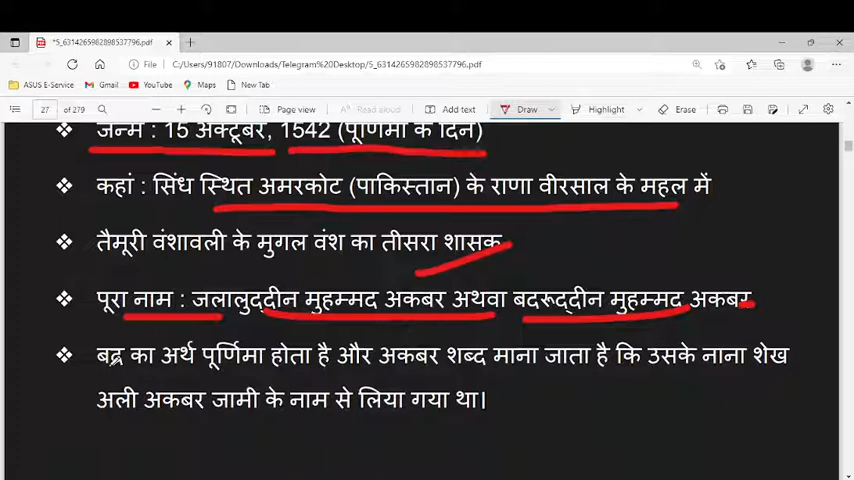 *5_6314265982898537796.pdf
File C:/Users/91807/Downloads/Telegram Desktop/5_6314265982898537796.pdf
ASUS E-Service Gmail YouTube Maps New Tab
27 of 279 Page view Read aloud Add text Draw Highlight Erase
जन्म : 15 अक्टूबर, 1542 (पूर्णिमा के दिन)
कहां : सिंध स्थित अमरकोट (पाकिस्तान) के राणा वीरसाल के महल में
तैमूरी वंशावली के मुगल वंश का तीसरा शासक
पूरा नाम : जलालुद्दीन मुहम्मद अकबर अथवा बदरूद्दीन मुहम्मद अकबर
बद्र का अर्थ पूर्णिमा होता है और अकबर शब्द माना जाता है कि उसके नाना शेख
अली अकबर जामी के नाम से लिया गया था।